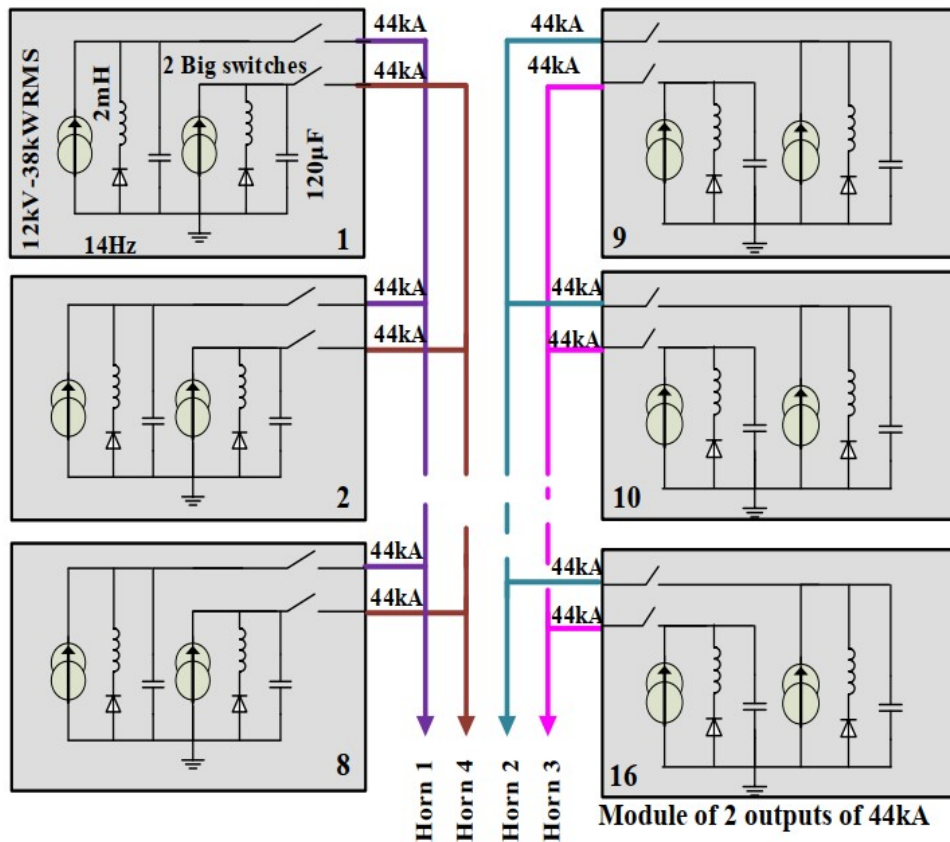 44kA
44kA
2 Big switches
12kV-38kWRMS
2mH
120µF
14Hz
1
44kA
44kA
9
44kA
44kA
2
44kA
44kA
10
44kA
44kA
8
44kA
44kA
16
Horn 1
Horn 4
Horn 2
Horn 3
Module of 2 outputs of 44kA